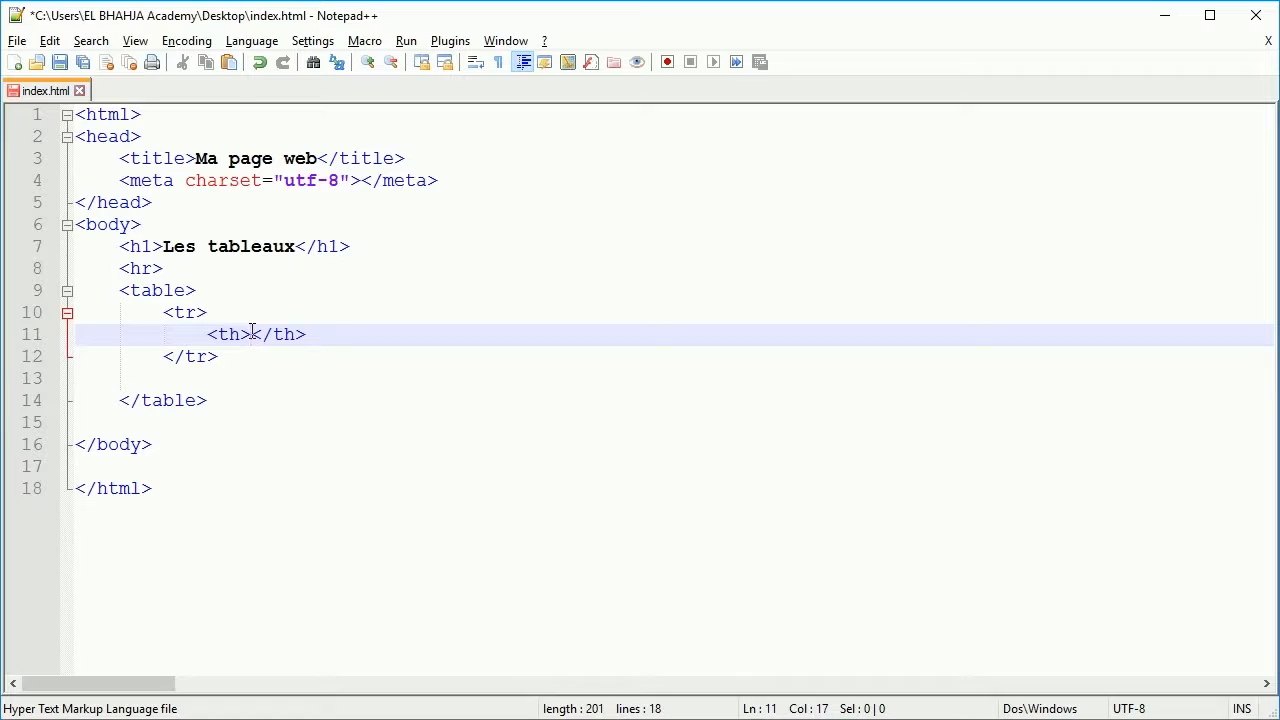 *C:\Users\EL BHAHJA Academy\Desktop\index.html - Notepad++
File Edit Search View Encoding Language Settings Macro Run Plugins Window ? X
index.html
1 <html>
2 <head>
3 <title>Ma page web</title>
4 <meta charset="utf-8"></meta>
5 </head>
6 <body>
7 <h1>Les tableaux</h1>
8 <hr>
9 <table>
10 <tr>
11 <th></th>
12 </tr>
13
14 </table>
15
16 </body>
17
18 </html>
Hyper Text Markup Language file length : 201 lines : 18 Ln : 11 Col : 17 Sel : 0 | 0 Dos\Windows UTF-8 INS